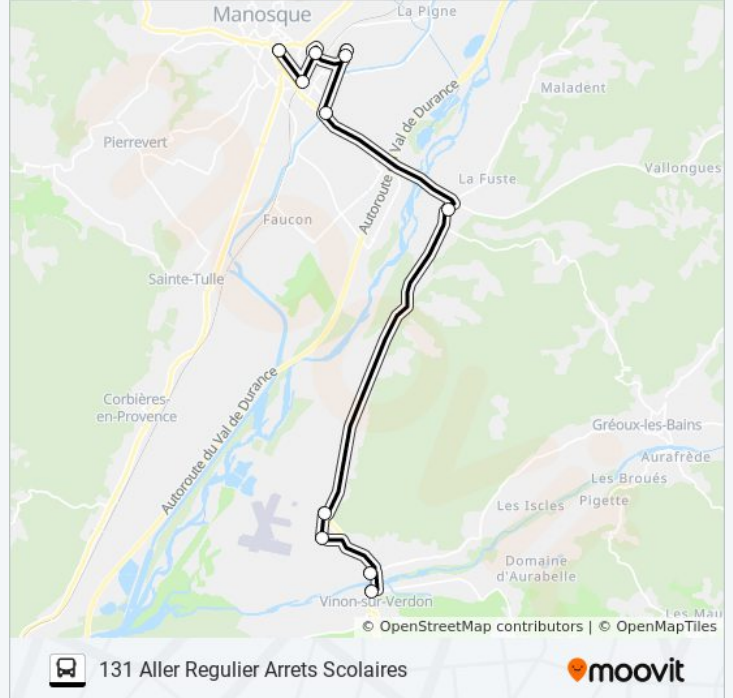 Manosque
La Pigne
Maladent
Autoroute du Val de Durance
Pierrevert
Vallongues
La Fuste
Faucon
Sainte-Tulle
Autoroute du Val de Durance
Corbières-
en-Provence
Gréoux-les-Bains
Aurafrède
Les Broués
Pigette
Les Iscles
Domaine
d'Aurabelle
Vinon-sur-Verdon
Les Mau
© OpenStreetMap contributors | © OpenMapTiles
131 Aller Regulier Arrets Scolaires
moovit